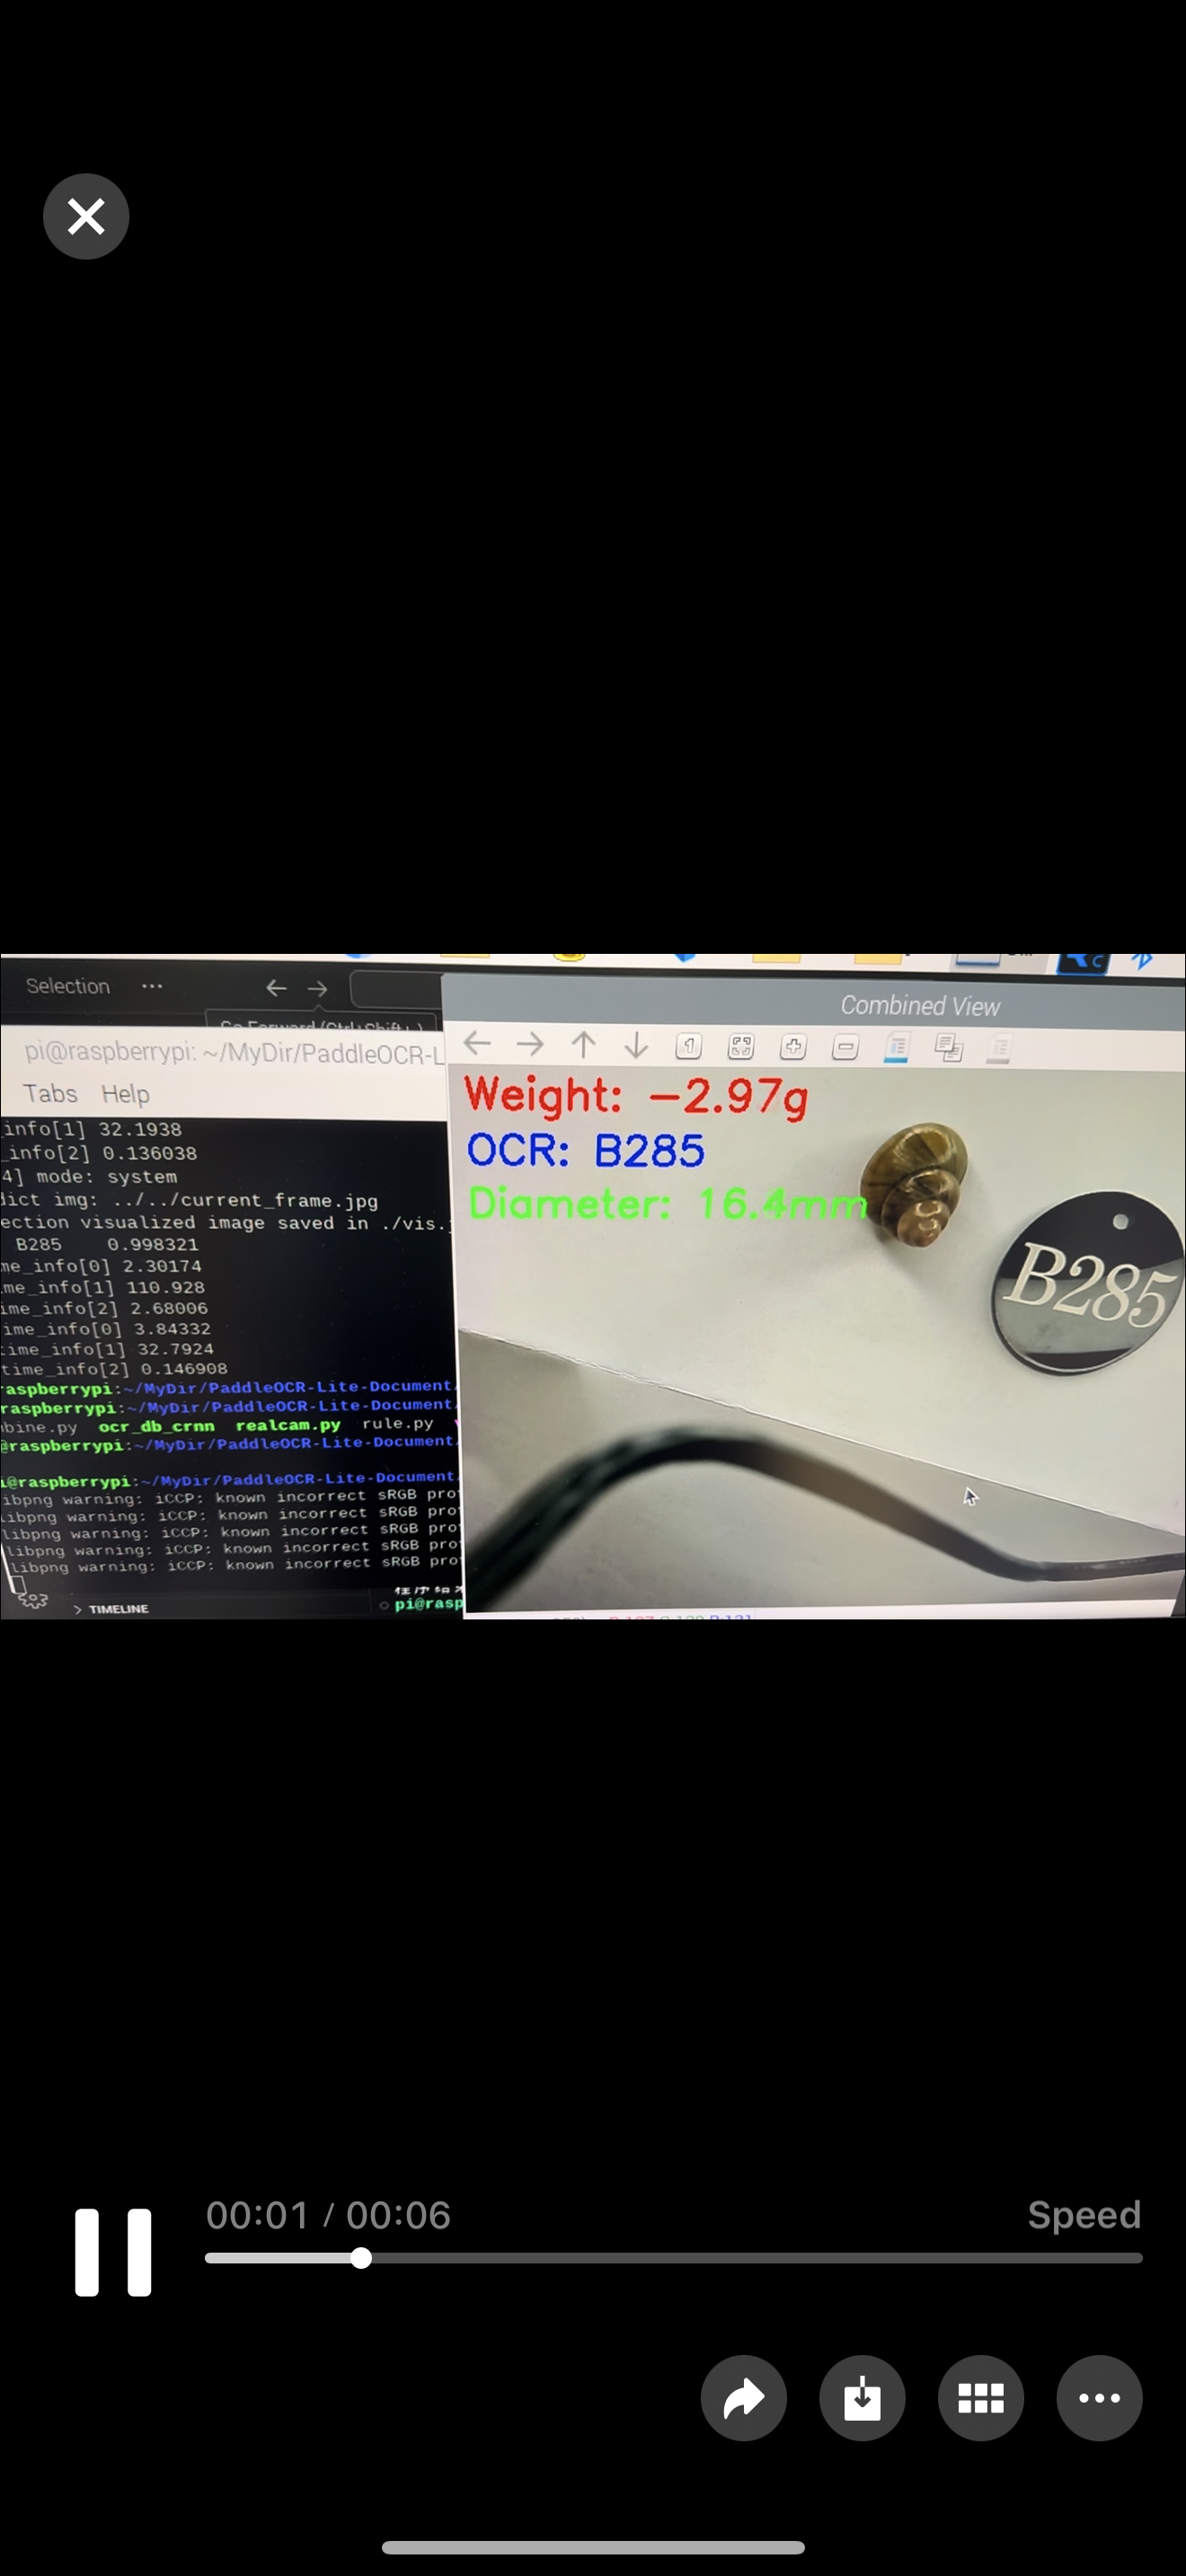 Selection ...
Combined View
Go Forward (Ctrl+Shift+-)
pi@raspberrypi: ~/MyDir/PaddleOCR-L
Tabs Help
info[1] 32.1938
_info[2] 0.136038
4] mode: system
dict img: ../../current_frame.jpg
ection visualized image saved in ./vis.
B285 0.998321
me_info[0] 2.30174
me_info[1] 110.928
ime_info[2] 2.68006
ime_info[0] 3.84332
time_info[1] 32.7924
time_info[2] 0.146908
raspberrypi:~/MyDir/PaddleOCR-Lite-Document
raspberrypi:~/MyDir/PaddleOCR-Lite-Document
bine.py ocr_db_crnn realcam.py rule.py
@raspberrypi:~/MyDir/PaddleOCR-Lite-Document
i@raspberrypi:~/MyDir/PaddleOCR-Lite-Document
ibpng warning: iCCP: known incorrect sRGB pro
libpng warning: iCCP: known incorrect sRGB pro
libpng warning: iCCP: known incorrect sRGB pro
libpng warning: iCCP: known incorrect sRGB pro
libpng warning: iCCP: known incorrect sRGB pro
> TIMELINE
pi@rasp
Weight: -2.97g
OCR: B285
Diameter: 16.4mm
B285
00:01 / 00:06
Speed